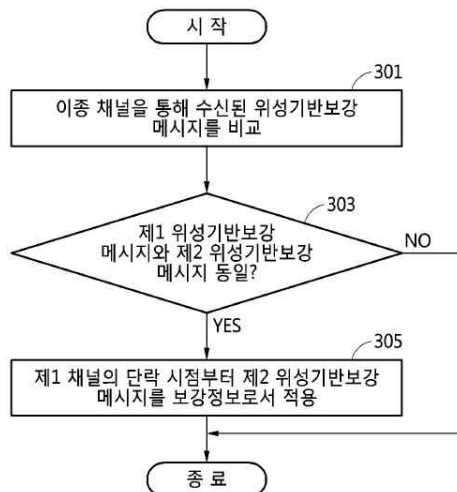 시 작
301
이종 채널을 통해 수신된 위성기반보강
메시지를 비교
303
제1 위성기반보강
메시지와 제2 위성기반보강
메시지 동일?
NO
YES
305
제1 채널의 단락 시점부터 제2 위성기반보강
메시지를 보강정보로서 적용
종 료